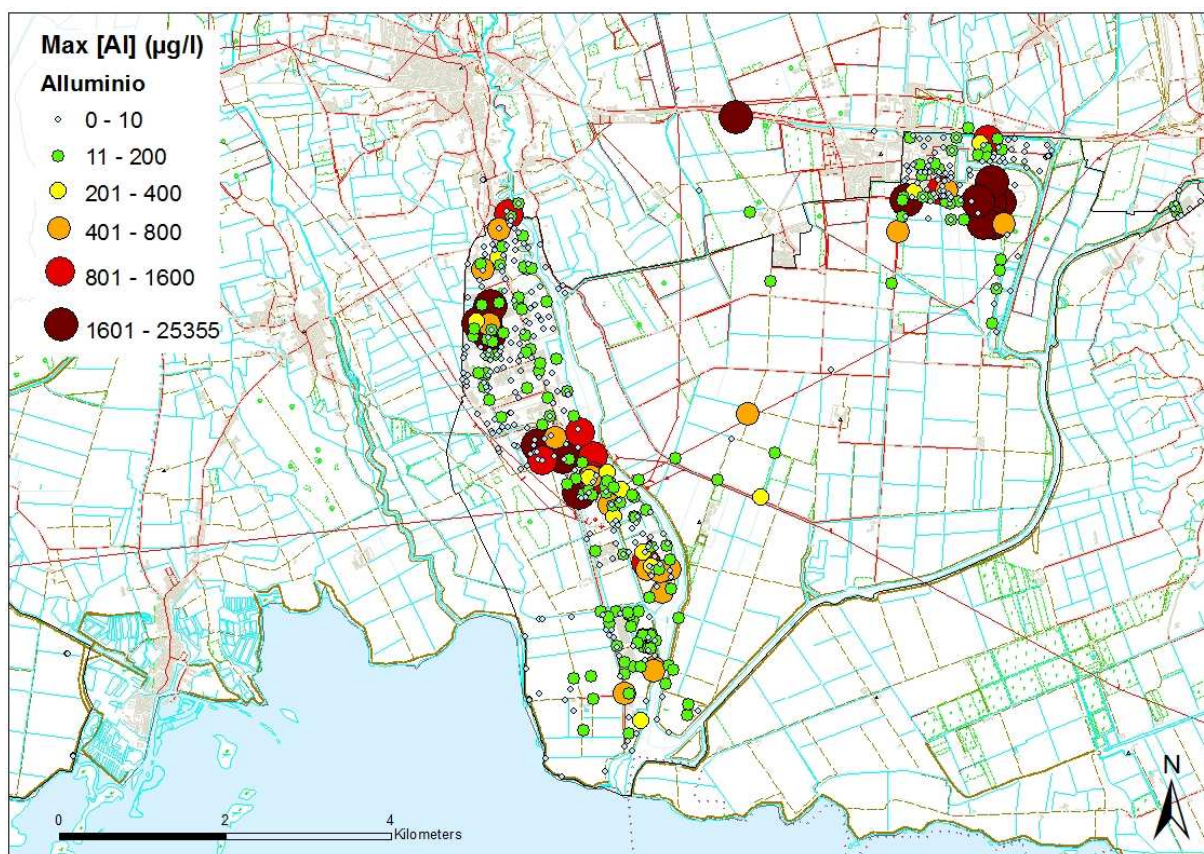 Max [Al] (µg/l)
Alluminio
0 - 10
11 - 200
201 - 400
401 - 800
801 - 1600
1601 - 25355
N
0 2 4
Kilometers